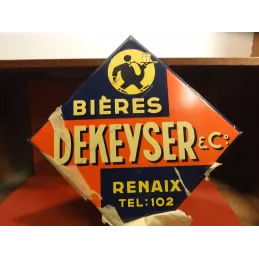 BIÈRES
DEKEYSER & Cº
RENAIX
TEL: 102